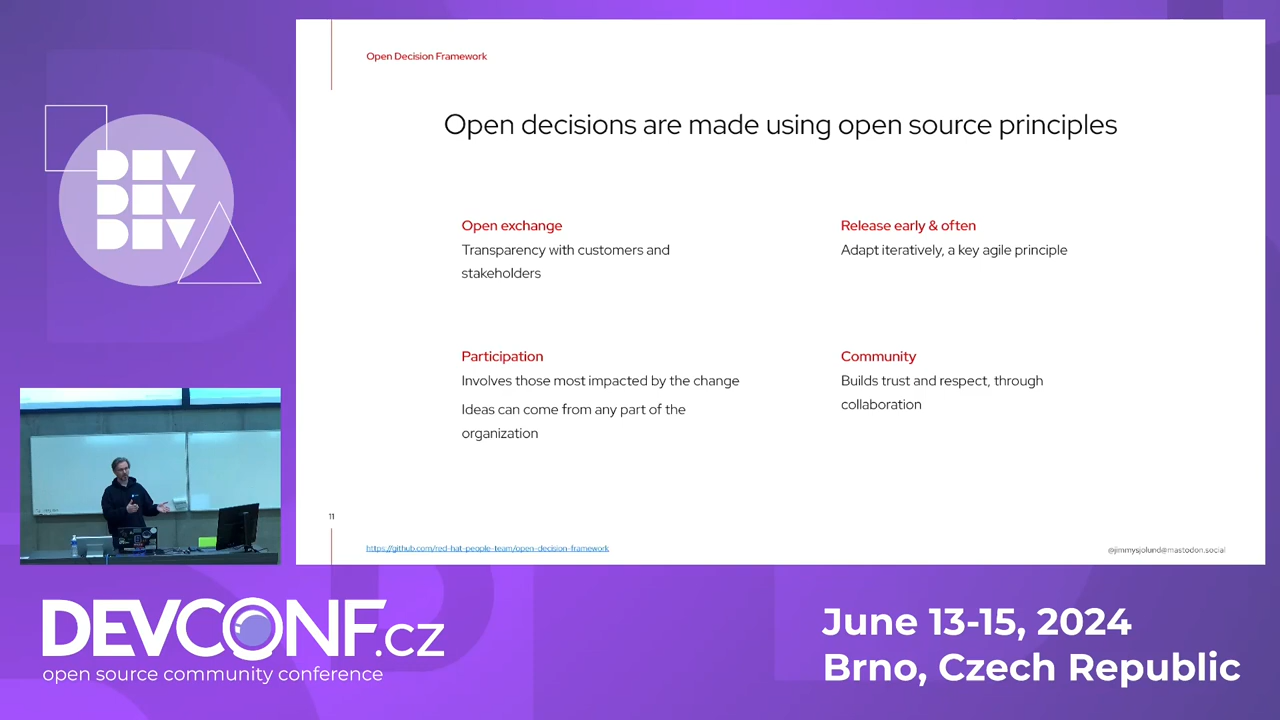 DEV
DEV
DEV
Open Decision Framework
Open decisions are made using open source principles
Open exchange
Transparency with customers and
stakeholders
Release early & often
Adapt iteratively, a key agile principle
Participation
Involves those most impacted by the change
Ideas can come from any part of the
organization
Community
Builds trust and respect, through
collaboration
11
https://github.com/red-hat-people-team/open-decision-framework
@jimmysjolund@mastodon.social
DEVCONF.cz
open source community conference
June 13-15, 2024
Brno, Czech Republic